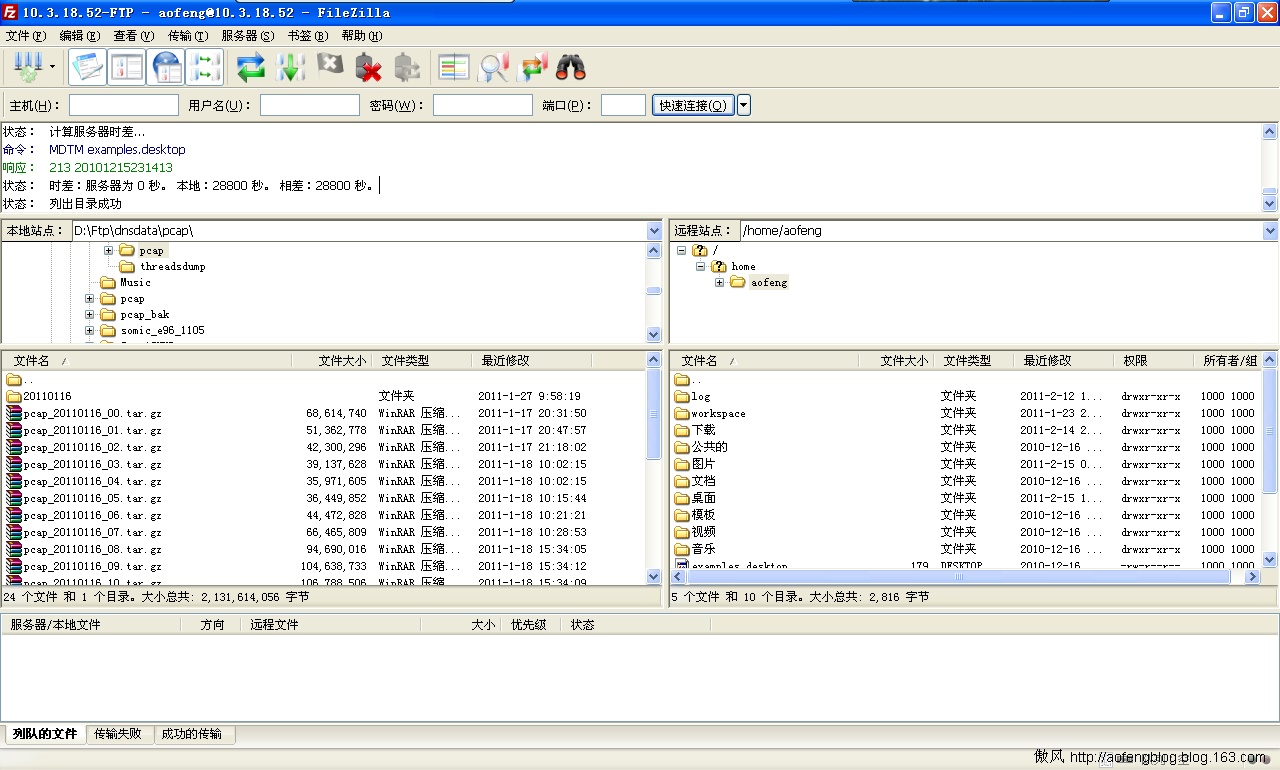 10.3.18.52-FTP - aofeng@10.3.18.52 - FileZilla
文件(F) 编辑(E) 查看(V) 传输(T) 服务器(S) 书签(B) 帮助(H)
主机(H): 用户名(U): 密码(W): 端口(P): 快速连接(Q)
状态: 计算服务器时差...
命令: MDTM examples.desktop
响应: 213 20101215231413
状态: 时差:服务器为 0 秒。 本地:28800 秒。 相差:28800 秒。
状态: 列出目录成功
本地站点: D:\Ftp\dnsdata\pcap\
pcap
threadsdump
Music
pcap
pcap_bak
somic_e96_1105
远程站点: /home/aofeng
/
home
aofeng
文件名 / 文件大小 文件类型 最近修改
..
20110116 文件夹 2011-1-27 9:58:19
pcap_20110116_00.tar.gz 68,614,740 WinRAR 压缩... 2011-1-17 20:31:50
pcap_20110116_01.tar.gz 51,362,778 WinRAR 压缩... 2011-1-17 20:47:57
pcap_20110116_02.tar.gz 42,300,296 WinRAR 压缩... 2011-1-17 21:18:02
pcap_20110116_03.tar.gz 39,137,628 WinRAR 压缩... 2011-1-18 10:02:15
pcap_20110116_04.tar.gz 35,971,605 WinRAR 压缩... 2011-1-18 10:02:15
pcap_20110116_05.tar.gz 36,449,852 WinRAR 压缩... 2011-1-18 10:15:44
pcap_20110116_06.tar.gz 44,472,828 WinRAR 压缩... 2011-1-18 10:21:21
pcap_20110116_07.tar.gz 66,465,809 WinRAR 压缩... 2011-1-18 10:28:53
pcap_20110116_08.tar.gz 94,690,016 WinRAR 压缩... 2011-1-18 15:34:05
pcap_20110116_09.tar.gz 104,638,733 WinRAR 压缩... 2011-1-18 15:34:12
pcap_20110116_10.tar.gz 106,788,506 WinRAR 压缩... 2011-1-18 15:34:09
24 个文件 和 1 个目录。大小总共: 2,131,614,056 字节
文件名 / 文件大小 文件类型 最近修改 权限 所有者/组
..
log 文件夹 2011-2-12 1... drwxr-xr-x 1000 1000
workspace 文件夹 2011-1-23 2... drwxr-xr-x 1000 1000
下载 文件夹 2011-2-14 2... drwxr-xr-x 1000 1000
公共的 文件夹 2010-12-16 ... drwxr-xr-x 1000 1000
图片 文件夹 2011-2-15 0... drwxr-xr-x 1000 1000
文档 文件夹 2010-12-16 ... drwxr-xr-x 1000 1000
桌面 文件夹 2011-2-15 1... drwxr-xr-x 1000 1000
模板 文件夹 2010-12-16 ... drwxr-xr-x 1000 1000
视频 文件夹 2010-12-16 ... drwxr-xr-x 1000 1000
音乐 文件夹 2010-12-16 ... drwxr-xr-x 1000 1000
examples.desktop 179 DESKTOP 2010-12-16 ... -rw-r--r-- 1000 1000
5 个文件 和 10 个目录。大小总共: 2,816 字节
服务器/本地文件 方向 远程文件 大小 优先级 状态
列队的文件 传输失败 成功的传输
傲风 http://aofengblog.blog.163.com